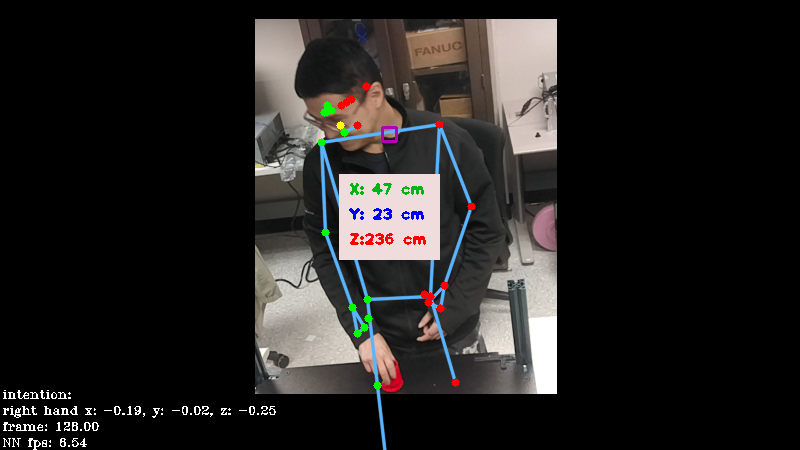 FANUC
X: 47 cm
Y: 23 cm
Z:236 cm
intention:
right hand x: −0.19, y: −0.02, z: −0.25
frame: 128.00
NN fps: 6.54